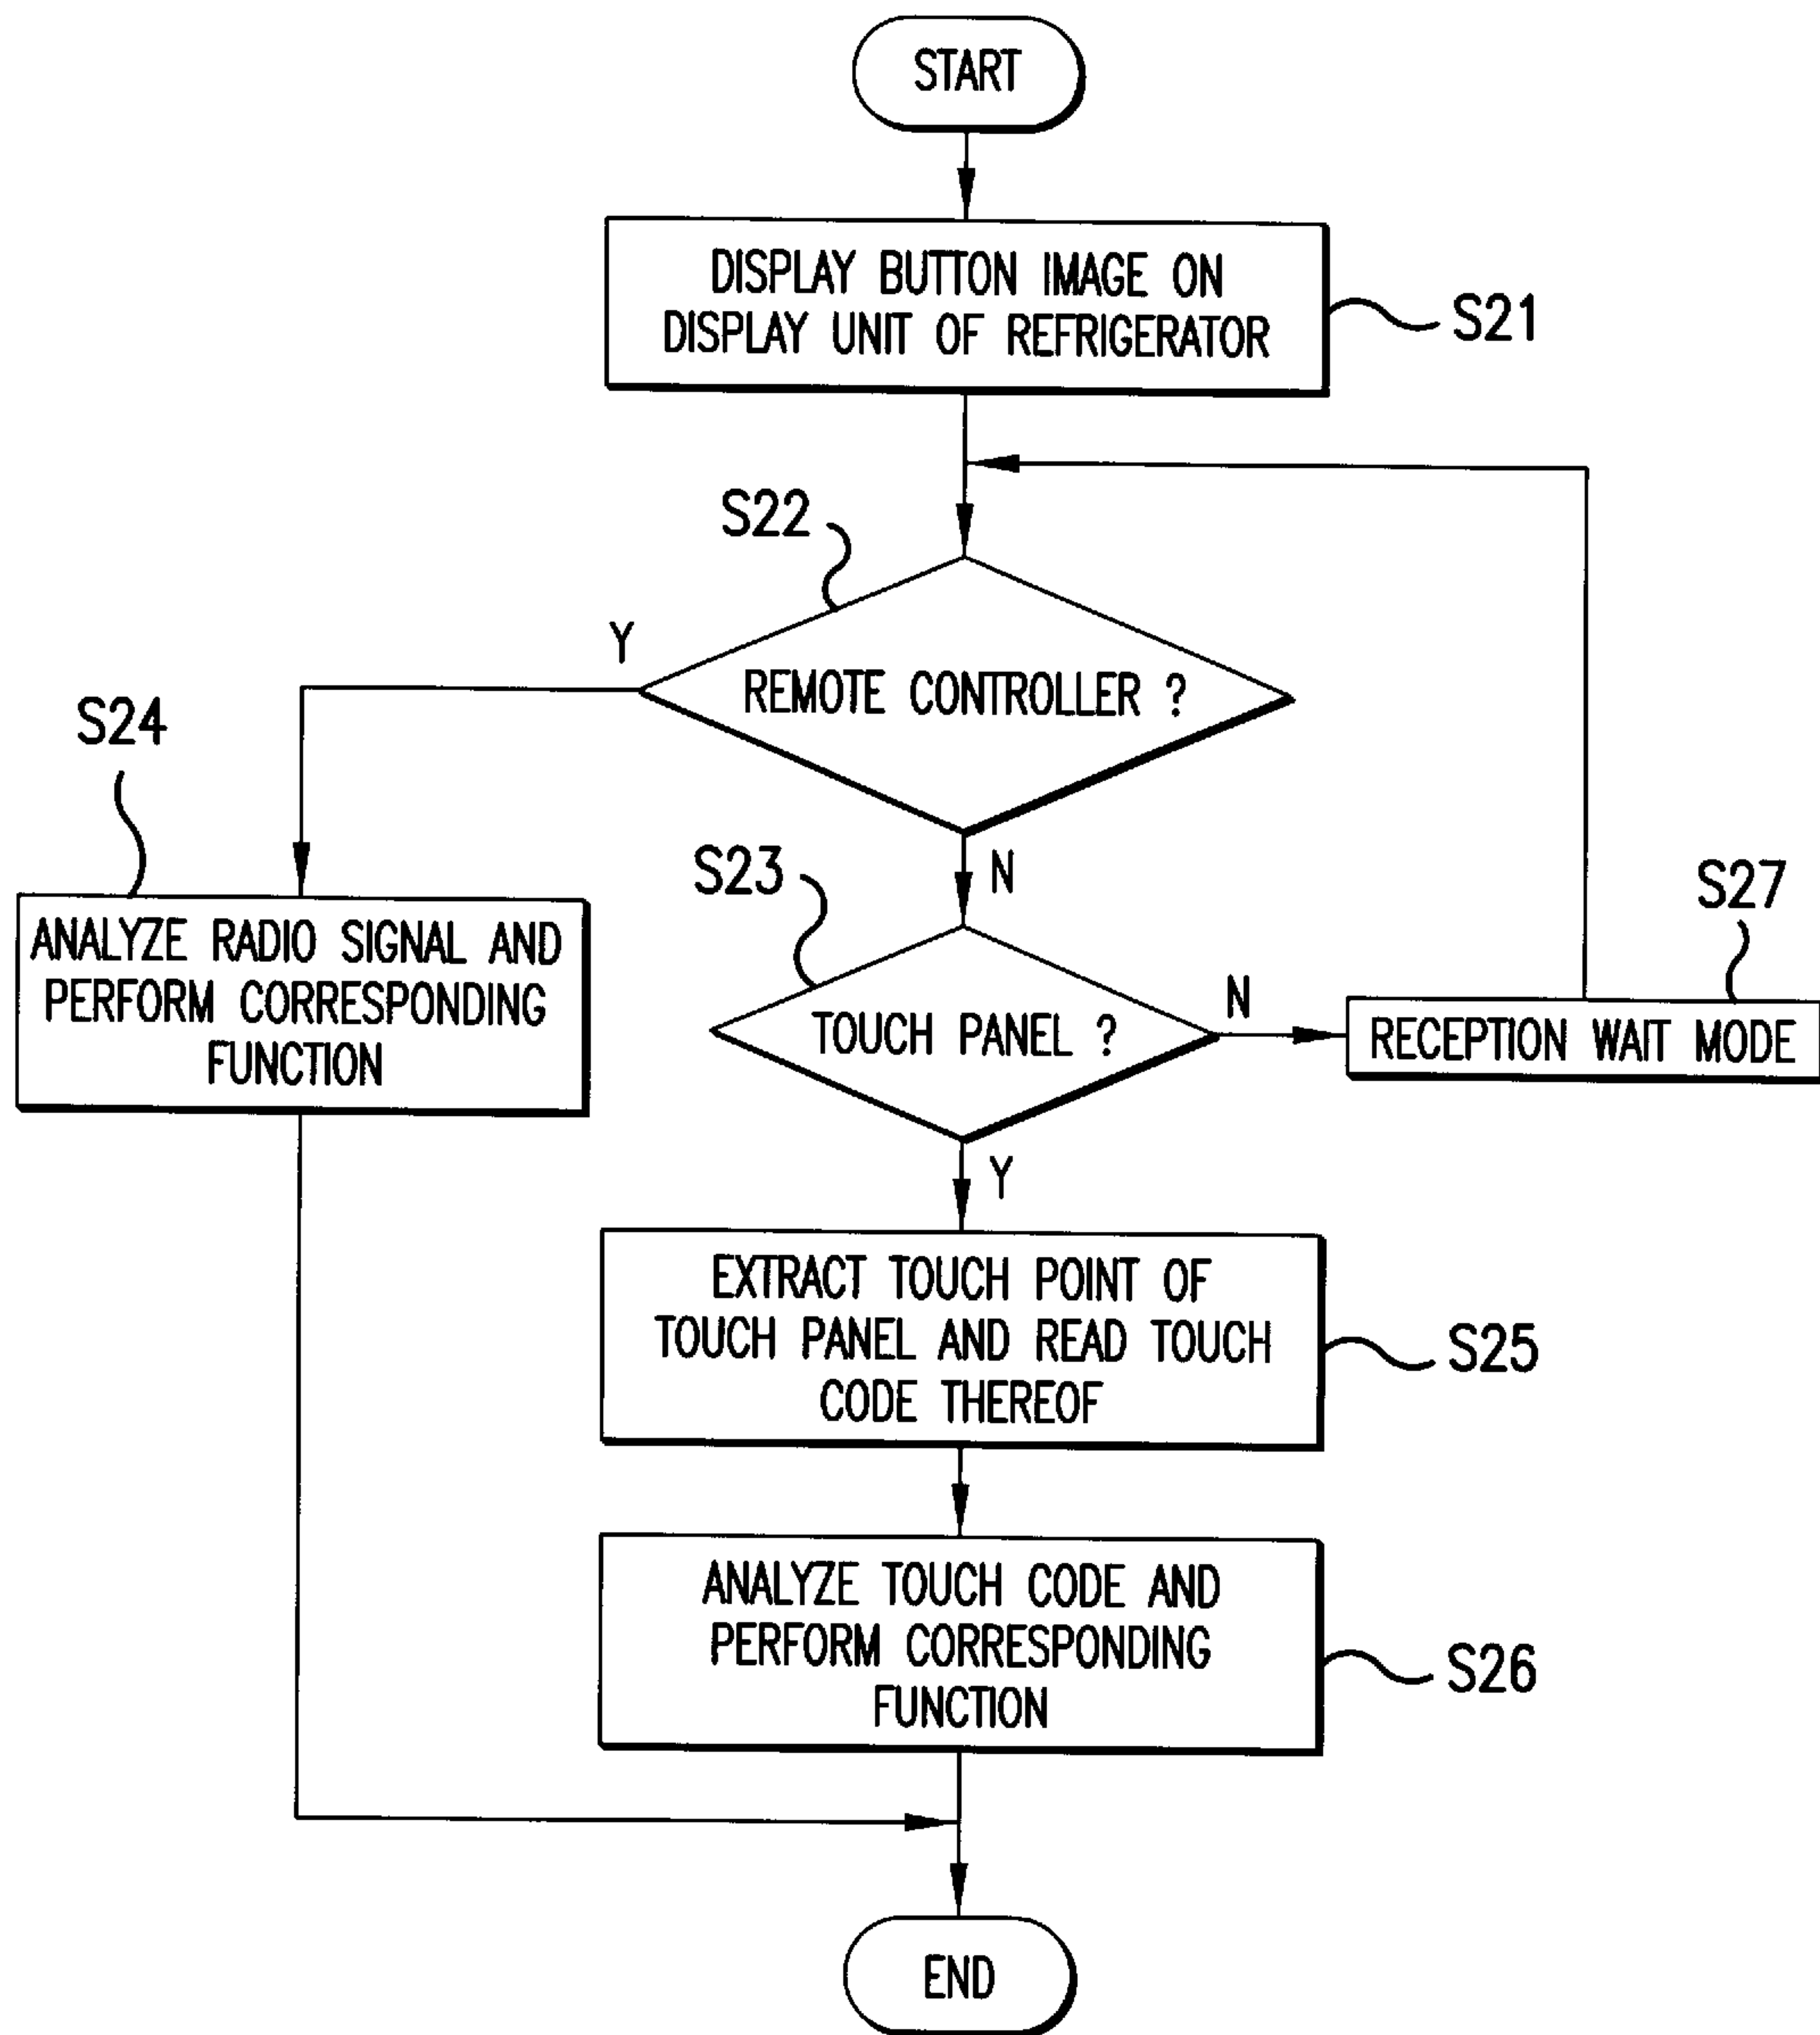 START
DISPLAY BUTTON IMAGE ON
DISPLAY UNIT OF REFRIGERATOR
S21
S22
Y
REMOTE CONTROLLER ?
S24
N
S23
S27
ANALYZE RADIO SIGNAL AND
PERFORM CORRESPONDING
FUNCTION
TOUCH PANEL ?
N
RECEPTION WAIT MODE
Y
EXTRACT TOUCH POINT OF
TOUCH PANEL AND READ TOUCH
CODE THEREOF
S25
ANALYZE TOUCH CODE AND
PERFORM CORRESPONDING
FUNCTION
S26
END